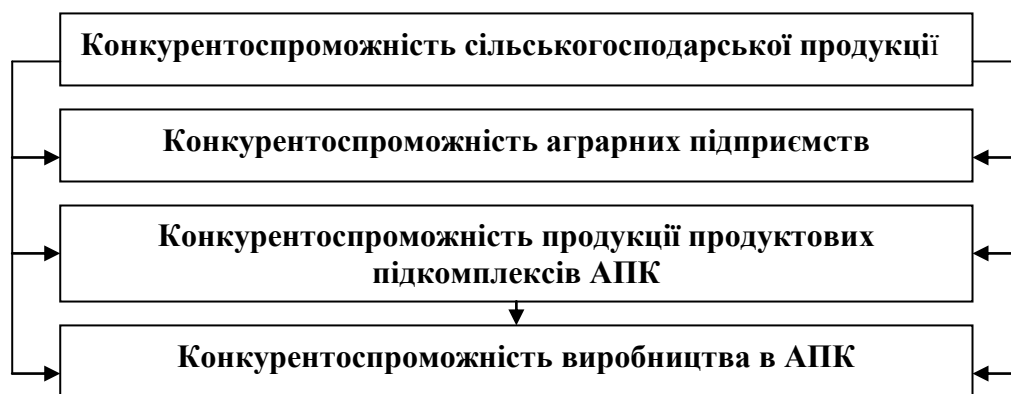 Конкурентоспроможність сільськогосподарської продукції
Конкурентоспроможність аграрних підприємств
Конкурентоспроможність продукції продуктових
підкомплексів АПК
Конкурентоспроможність виробництва в АПК